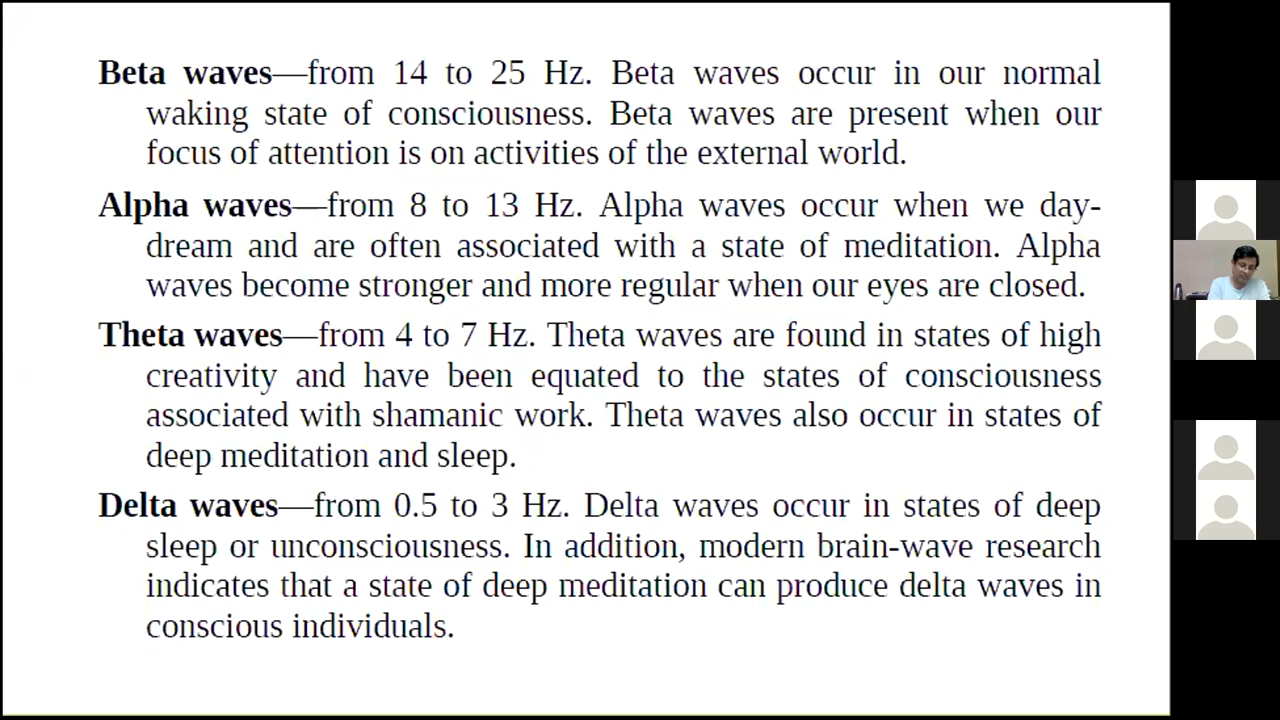 Beta waves—from 14 to 25 Hz. Beta waves occur in our normal
waking state of consciousness. Beta waves are present when our
focus of attention is on activities of the external world.
Alpha waves—from 8 to 13 Hz. Alpha waves occur when we day-
dream and are often associated with a state of meditation. Alpha
waves become stronger and more regular when our eyes are closed.
Theta waves—from 4 to 7 Hz. Theta waves are found in states of high
creativity and have been equated to the states of consciousness
associated with shamanic work. Theta waves also occur in states of
deep meditation and sleep.
Delta waves—from 0.5 to 3 Hz. Delta waves occur in states of deep
sleep or unconsciousness. In addition, modern brain-wave research
indicates that a state of deep meditation can produce delta waves in
conscious individuals.